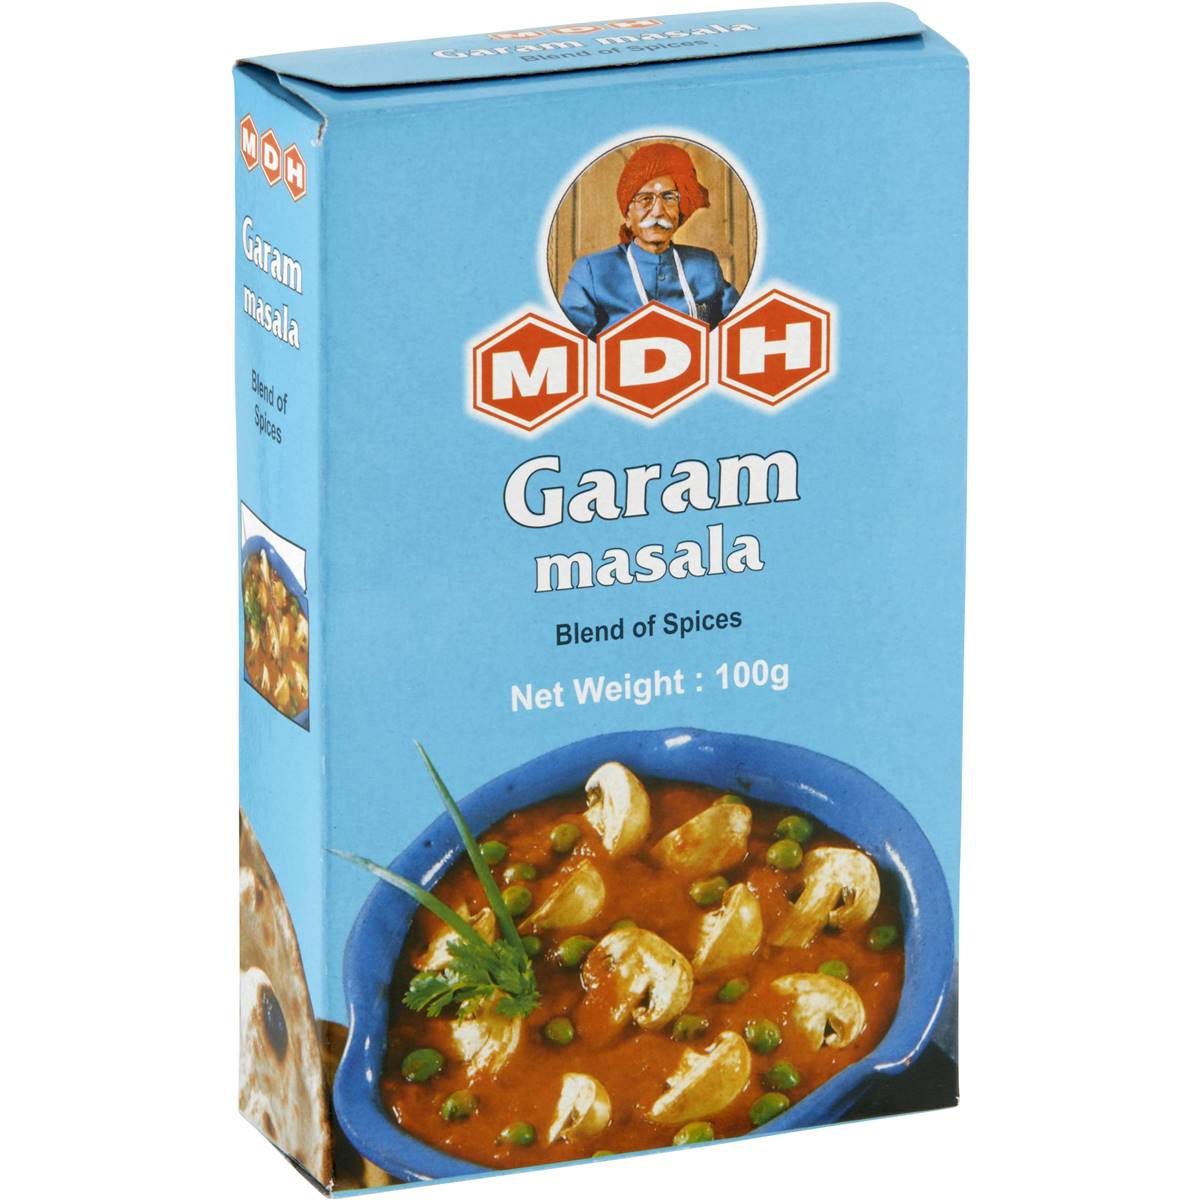 MDH
Garam masala
Blend of Spices
MDH
Garam
masala
Blend of
Spices
MDH
Garam
masala
Blend of Spices
Net Weight : 100g